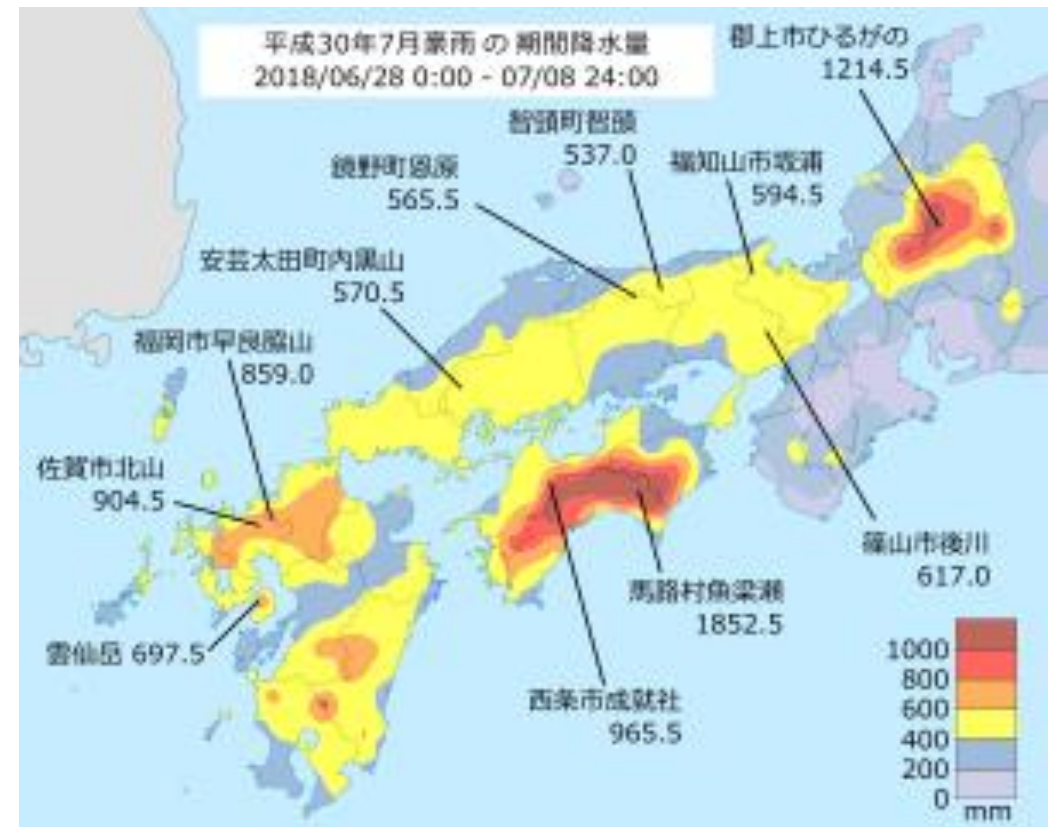 平成30年7月豪雨 の 期間降水量
2018/06/28 0:00 - 07/08 24:00
郡上市ひるがの
1214.5
智頭町智頭
537.0
福知山市坂浦
594.5
鏡野町恩原
565.5
安芸太田町内黒山
570.5
福岡市早良脇山
859.0
佐賀市北山
904.5
雲仙岳 697.5
篠山市後川
617.0
馬路村魚梁瀬
1852.5
西条市成就社
965.5
1000
800
600
400
200
0
mm